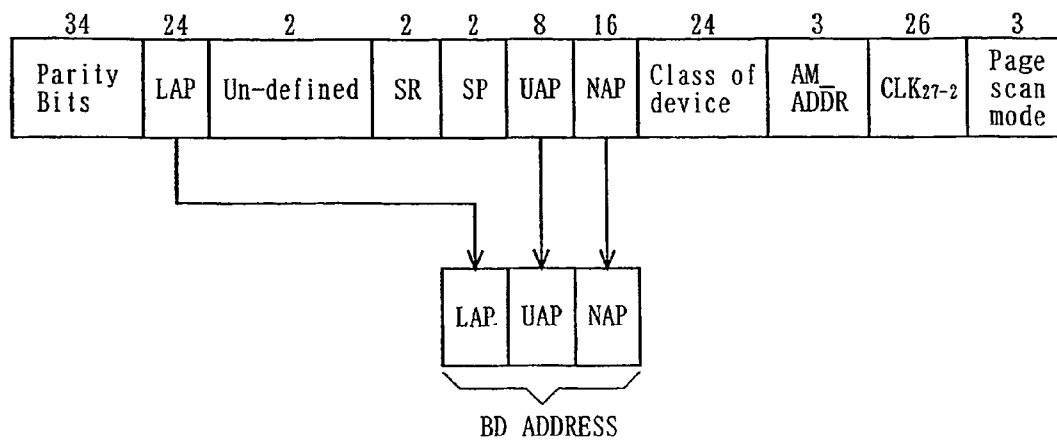 34 24 2 2 2 8 16 24 3 26 3
Parity Bits LAP Un-defined SR SP UAP NAP Class of device AM_ADDR CLK27-2 Page scan mode
LAP UAP NAP
BD ADDRESS